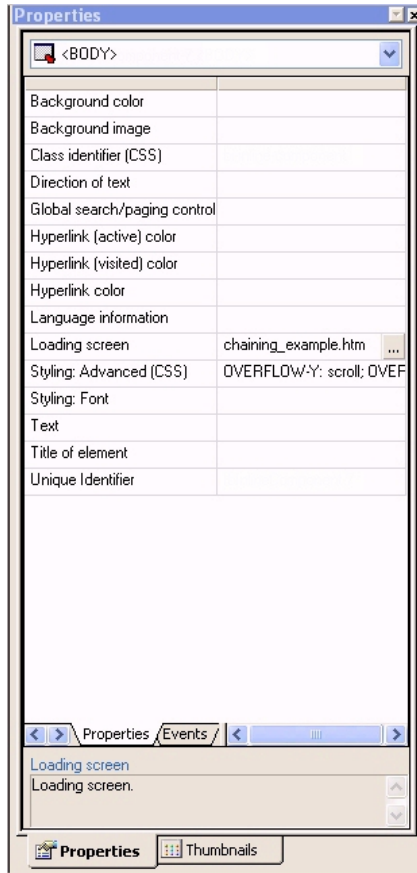 Properties
<BODY>
Background color
Background image
Class identifier (CSS)
Direction of text
Global search/paging control
Hyperlink (active) color
Hyperlink (visited) color
Hyperlink color
Language information
Loading screen chaining_example.htm ...
Styling: Advanced (CSS) OVERFLOW-Y: scroll; OVEF
Styling: Font
Text
Title of element
Unique Identifier
Properties Events
Loading screen
Loading screen.
Properties Thumbnails